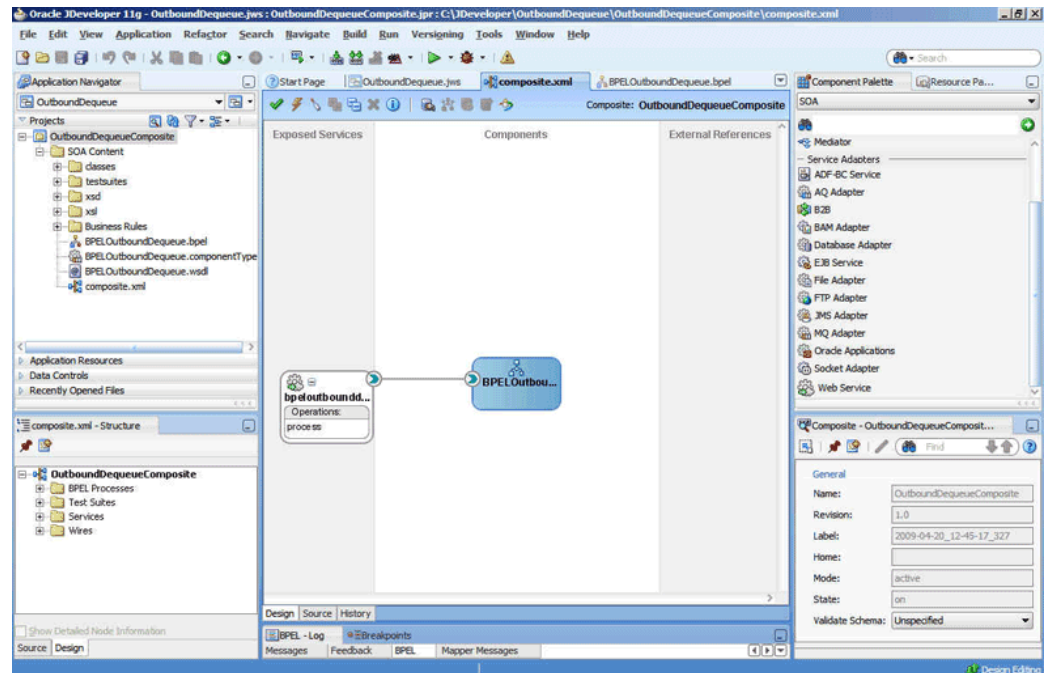 Oracle JDeveloper 11g - OutboundDequeue.jws : OutboundDequeueComposite.jpr : C:\JDeveloper\OutboundDequeue\OutboundDequeueComposite\composite.xml
File Edit View Application Refactor Search Navigate Build Run Versioning Tools Window Help
Search
Application Navigator
OutboundDequeue
Projects
OutboundDequeueComposite
SOA Content
classes
testsuites
xsd
xsl
Business Rules
BPELOutboundDequeue.bpel
BPELOutboundDequeue.componentType
BPELOutboundDequeue.wsdl
composite.xml
Application Resources
Data Controls
Recently Opened Files
composite.xml - Structure
OutboundDequeueComposite
BPEL Processes
Test Suites
Services
Wires
Show Detailed Node Information
Source Design
Start Page OutboundDequeue.jws composite.xml BPELOutboundDequeue.bpel
Composite: OutboundDequeueComposite
Exposed Services Components External References
bpeloutboundd...
Operations:
process
BPELOutbou...
Design Source History
BPEL - Log Breakpoints
Messages Feedback BPEL Mapper Messages
Component Palette Resource Pa...
SOA
Mediator
Service Adapters
ADF-BC Service
AQ Adapter
B2B
BAM Adapter
Database Adapter
EJB Service
File Adapter
FTP Adapter
JMS Adapter
MQ Adapter
Oracle Applications
Socket Adapter
Web Service
Composite - OutboundDequeueComposit...
Find
General
Name: OutboundDequeueComposite
Revision: 1.0
Label: 2009-04-20_12-45-17_327
Home:
Mode: active
State: on
Validate Schema: Unspecified
Design Editing